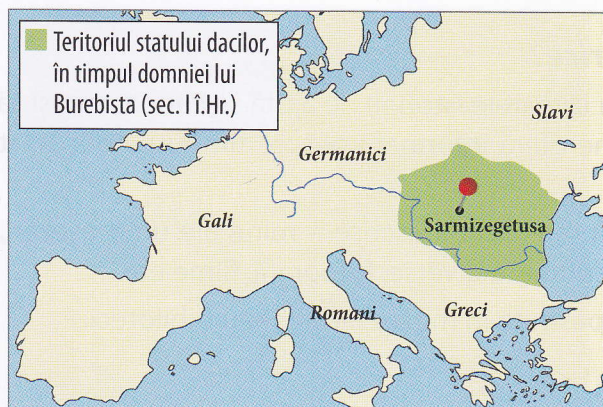 Teritoriul statului dacilor,
în timpul domniei lui
Burebista (sec. I î.Hr.)
Slavi
Germanici
Gali
Sarmizegetusa
Romani
Greci